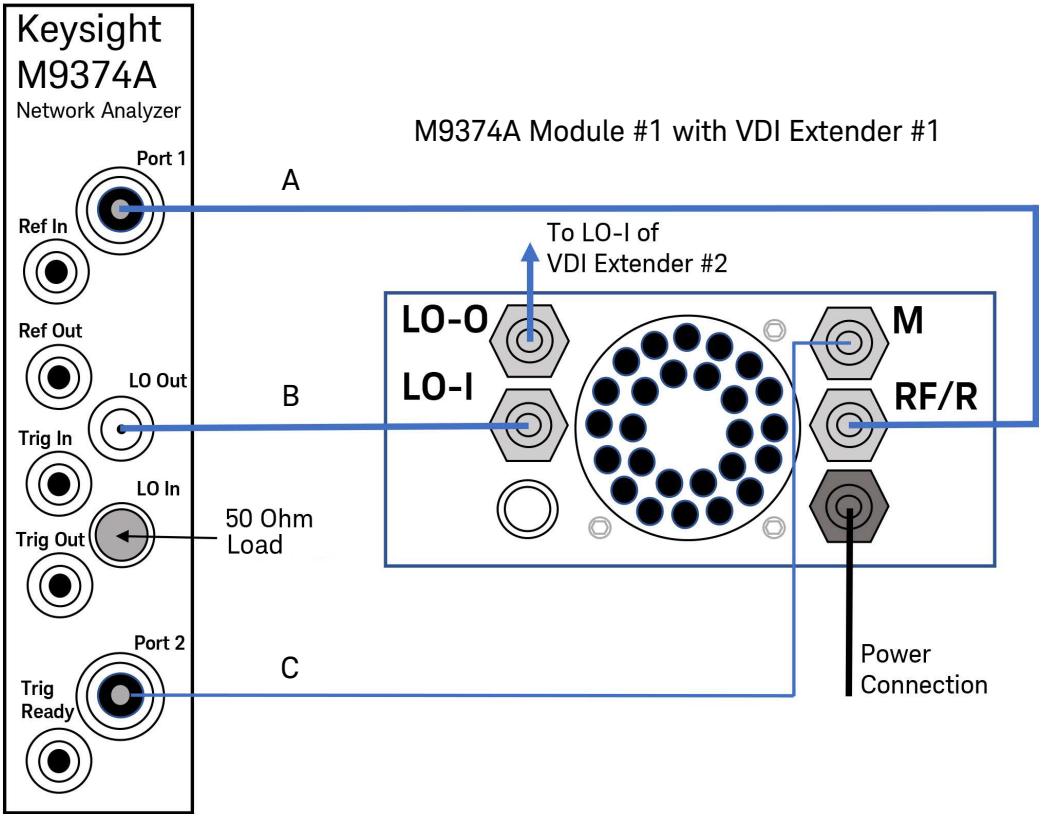 Keysight
M9374A
Network Analyzer
M9374A Module #1 with VDI Extender #1
Port 1
A
Ref In
To LO-I of
VDI Extender #2
LO-O
M
Ref Out
LO Out
LO-I
RF/R
B
Trig In
LO In
50 Ohm
Load
Trig Out
Port 2
C
Power
Connection
Trig
Ready